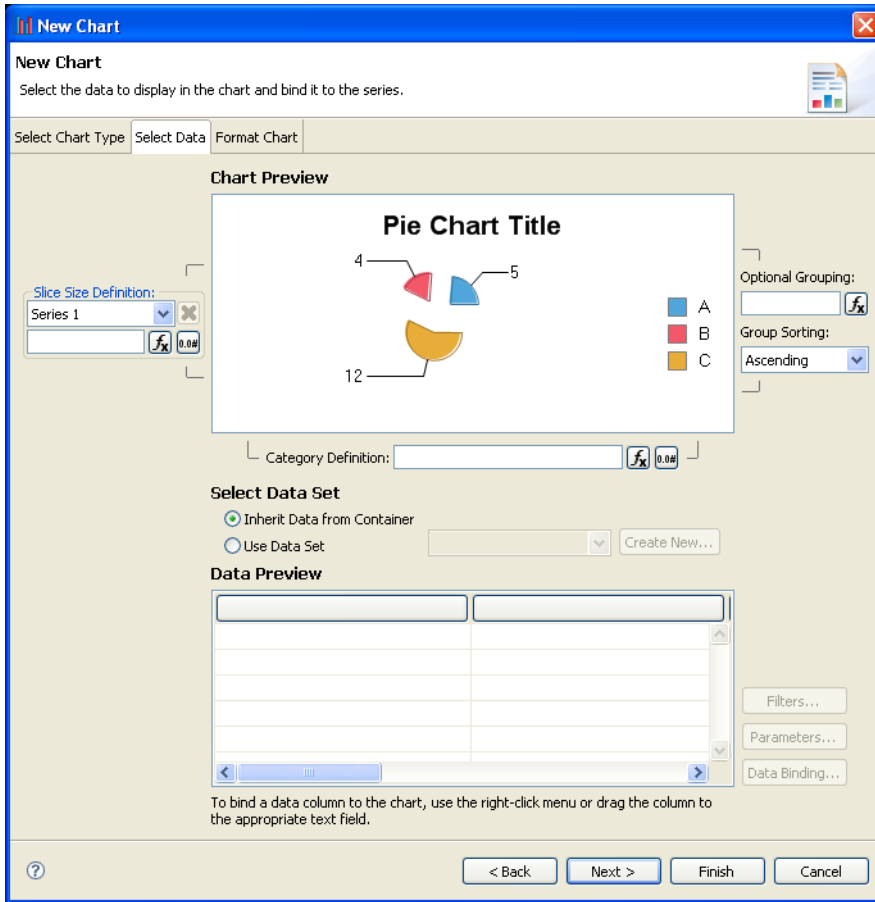 New Chart
New Chart
Select the data to display in the chart and bind it to the series.
Select Chart Type Select Data Format Chart
Chart Preview
Pie Chart Title
4
5
12
A
B
C
Slice Size Definition:
Series 1
fx 0.0#
Optional Grouping:
fx
Group Sorting:
Ascending
Category Definition: fx 0.0#
Select Data Set
Inherit Data from Container
Use Data Set Create New...
Data Preview
Filters...
Parameters...
Data Binding...
To bind a data column to the chart, use the right-click menu or drag the column to
the appropriate text field.
? < Back Next > Finish Cancel